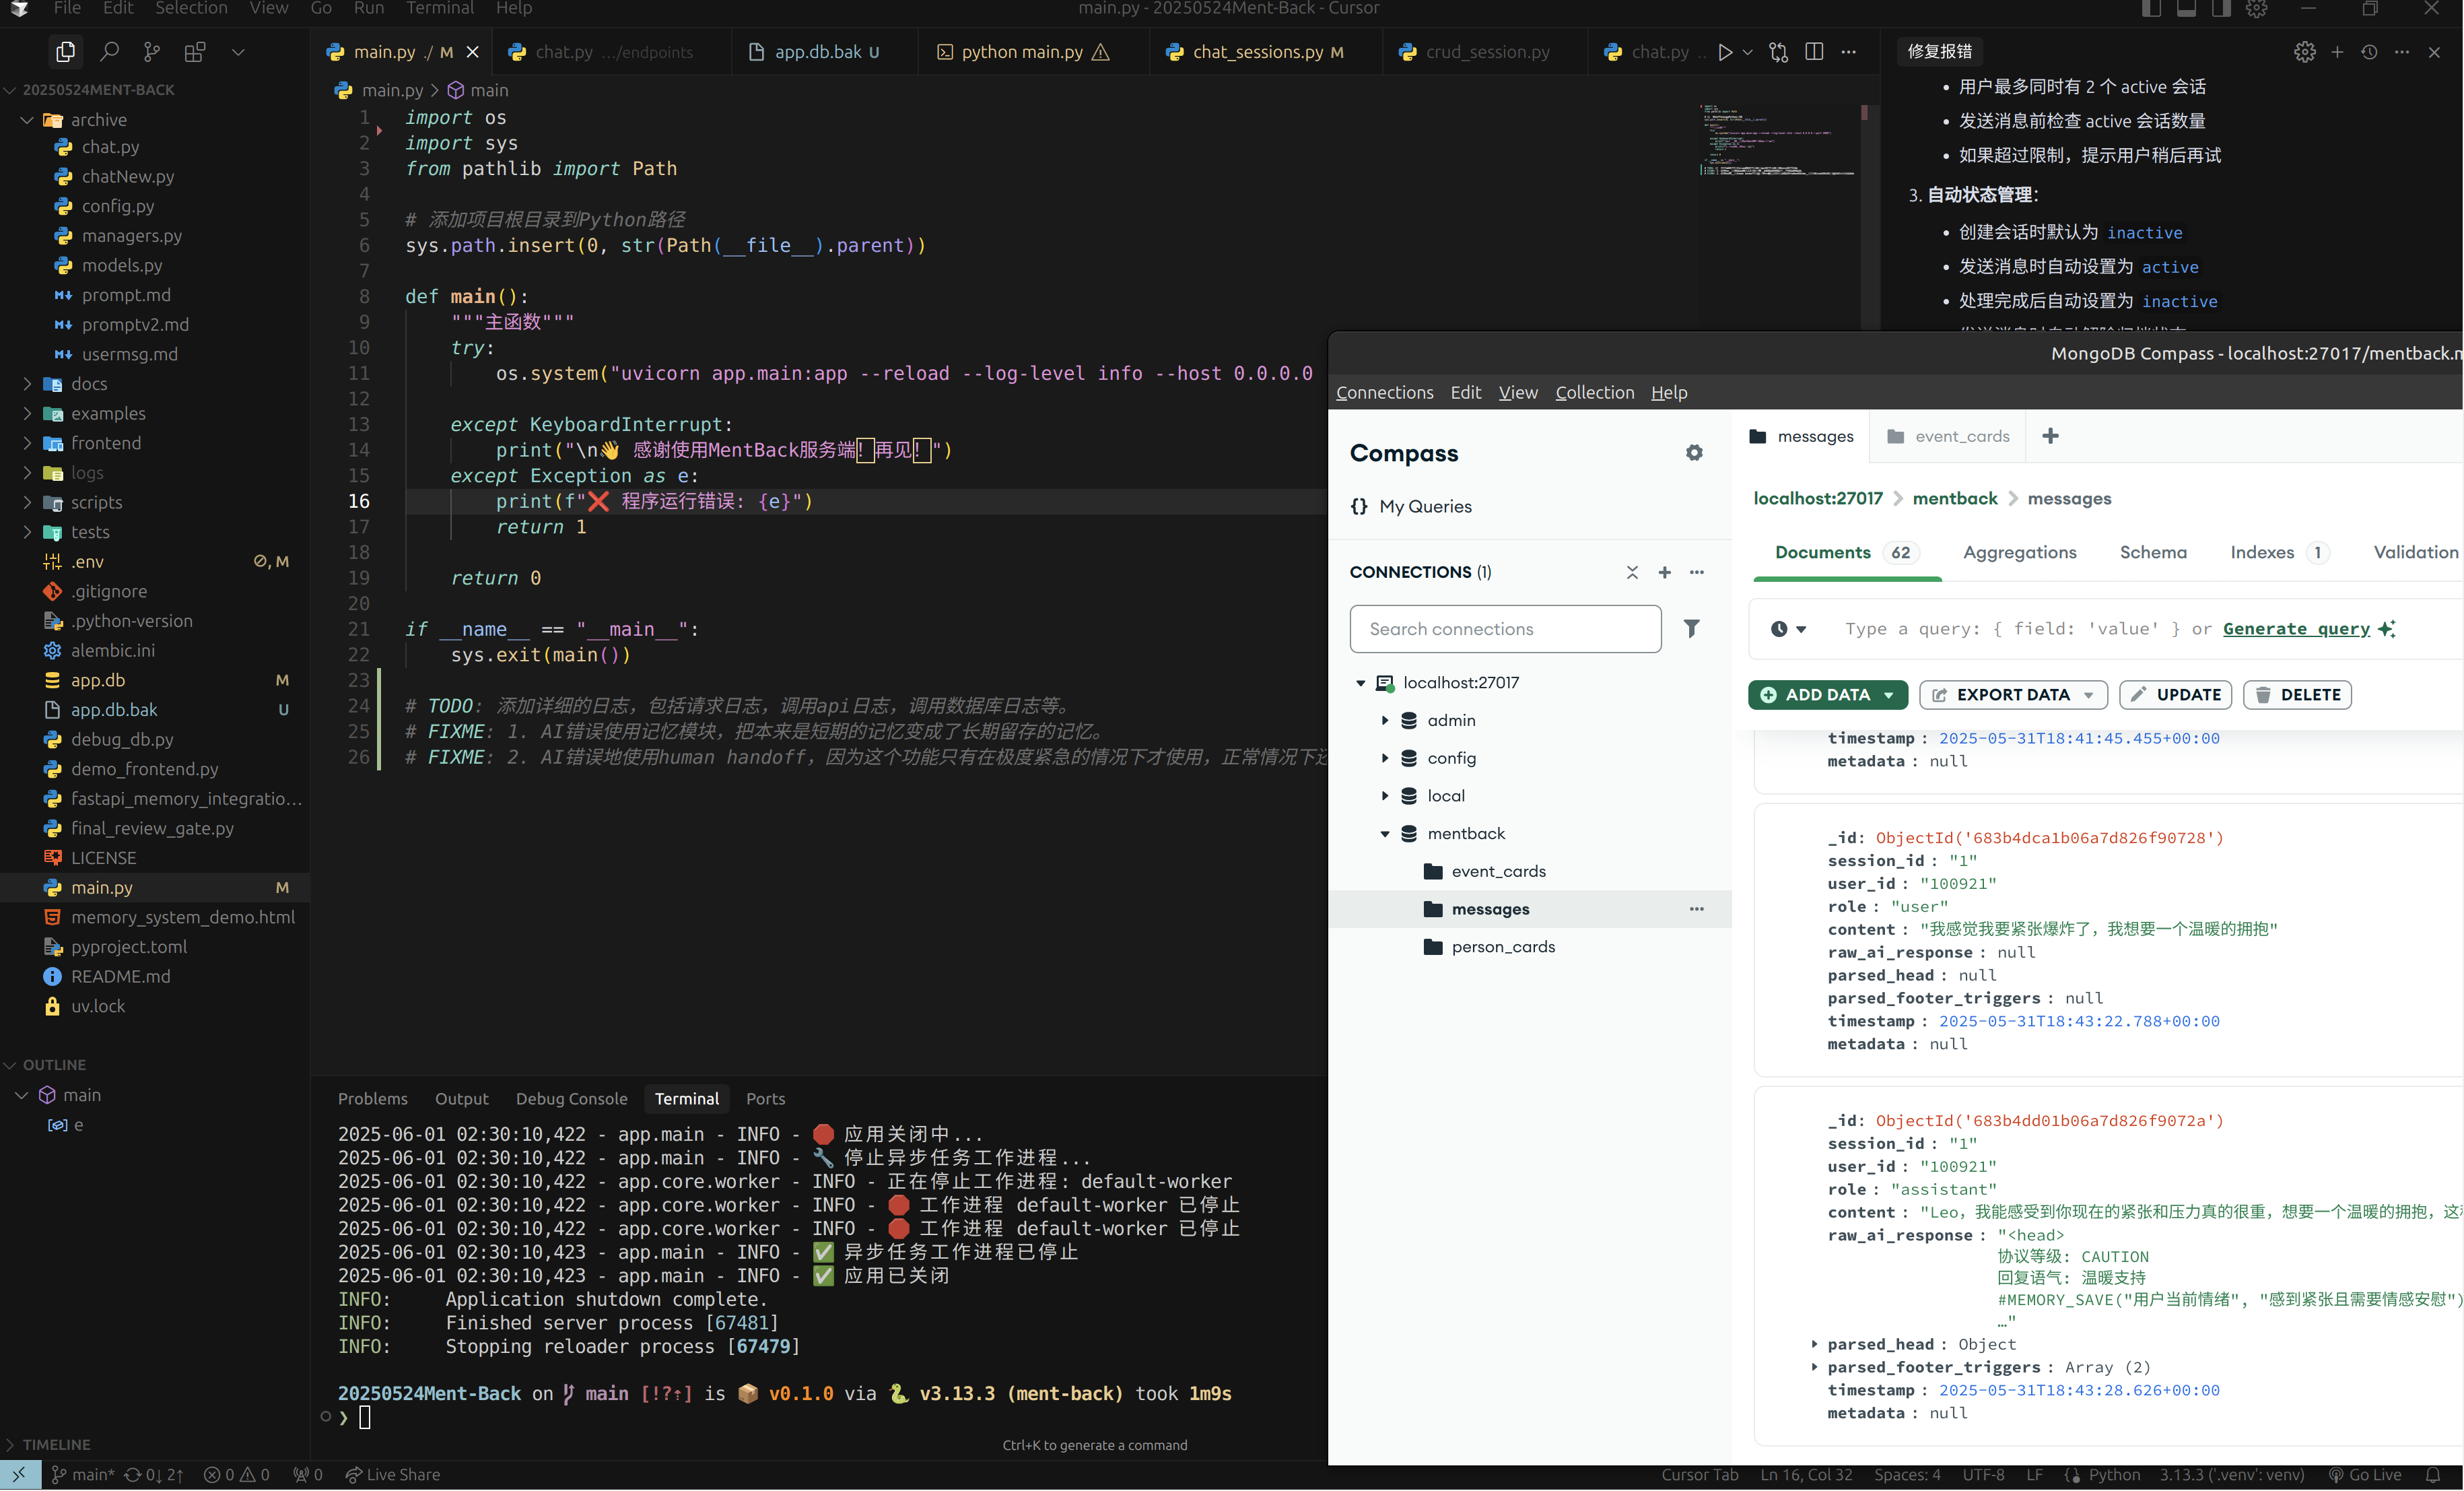 File Edit Selection View Go Run Terminal Help
main.py - 20250524Ment-Back - Cursor
20250524MENT-BACK
archive
chat.py
chatNew.py
config.py
managers.py
models.py
prompt.md
promptv2.md
usermsg.md
docs
examples
frontend
logs
scripts
tests
.env M
.gitignore
.python-version
alembic.ini
app.db M
app.db.bak U
debug_db.py
demo_frontend.py
fastapi_memory_integratio...
final_review_gate.py
LICENSE
main.py M
memory_system_demo.html
pyproject.toml
README.md
uv.lock
OUTLINE
main
e
TIMELINE
main.py ./ M
chat.py .../endpoints
app.db.bak U
python main.py
chat_sessions.py M
crud_session.py
chat.py ..
main.py > main
1 import os
2 import sys
3 from pathlib import Path
4
5 # 添加项目根目录到Python路径
6 sys.path.insert(0, str(Path(__file__).parent))
7
8 def main():
9 """主函数"""
10 try:
11 os.system("uvicorn app.main:app --reload --log-level info --host 0.0.0.0
12
13 except KeyboardInterrupt:
14 print("\n👋 感谢使用MentBack服务端！再见！")
15 except Exception as e:
16 print(f"❌ 程序运行错误: {e}")
17 return 1
18
19 return 0
20
21 if __name__ == "__main__":
22 sys.exit(main())
23
24 # TODO: 添加详细的日志，包括请求日志，调用api日志，调用数据库日志等。
25 # FIXME: 1. AI错误使用记忆模块，把本来是短期的记忆变成了长期留存的记忆。
26 # FIXME: 2. AI错误地使用human handoff，因为这个功能只有在极度紧急的情况下才使用，正常情况下还
Problems Output Debug Console Terminal Ports
2025-06-01 02:30:10,422 - app.main - INFO - 🛑 应用关闭中...
2025-06-01 02:30:10,422 - app.main - INFO - 🔧 停止异步任务工作进程...
2025-06-01 02:30:10,422 - app.core.worker - INFO - 正在停止工作进程: default-worker
2025-06-01 02:30:10,422 - app.core.worker - INFO - 🛑 工作进程 default-worker 已停止
2025-06-01 02:30:10,422 - app.core.worker - INFO - 🛑 工作进程 default-worker 已停止
2025-06-01 02:30:10,423 - app.main - INFO - ✅ 异步任务工作进程已停止
2025-06-01 02:30:10,423 - app.main - INFO - ✅ 应用已关闭
INFO: Application shutdown complete.
INFO: Finished server process [67481]
INFO: Stopping reloader process [67479]
20250524Ment-Back on main [!?⇡] is 📦 v0.1.0 via 🐍 v3.13.3 (ment-back) took 1m9s
❯
Ctrl+K to generate a command
修复报错
• 用户最多同时有 2 个 active 会话
• 发送消息前检查 active 会话数量
• 如果超过限制，提示用户稍后再试
3. 自动状态管理：
• 创建会话时默认为 inactive
• 发送消息时自动设置为 active
• 处理完成后自动设置为 inactive
MongoDB Compass - localhost:27017/mentback.m
Connections Edit View Collection Help
Compass
{} My Queries
CONNECTIONS (1)
Search connections
localhost:27017
admin
config
local
mentback
event_cards
messages
person_cards
messages
event_cards
localhost:27017 > mentback > messages
Documents 62 Aggregations Schema Indexes 1 Validation
Type a query: { field: 'value' } or Generate query
ADD DATA EXPORT DATA UPDATE DELETE
timestamp : 2025-05-31T18:41:45.455+00:00
metadata : null
_id: ObjectId('683b4dca1b06a7d826f90728')
session_id : "1"
user_id : "100921"
role : "user"
content : "我感觉我要紧张爆炸了，我想要一个温暖的拥抱"
raw_ai_response : null
parsed_head : null
parsed_footer_triggers : null
timestamp : 2025-05-31T18:43:22.788+00:00
metadata : null
_id: ObjectId('683b4dd01b06a7d826f9072a')
session_id : "1"
user_id : "100921"
role : "assistant"
content : "Leo，我能感受到你现在的紧张和压力真的很重，想要一个温暖的拥抱，这
raw_ai_response : "<head>
协议等级: CAUTION
回复语气: 温暖支持
#MEMORY_SAVE("用户当前情绪", "感到紧张且需要情感安慰")
…"
parsed_head : Object
parsed_footer_triggers : Array (2)
timestamp : 2025-05-31T18:43:28.626+00:00
metadata : null
main* 0↓ 2↑ 0 0 0 Live Share
Cursor Tab Ln 16, Col 32 Spaces: 4 UTF-8 LF Python 3.13.3 ('.venv': venv) Go Live